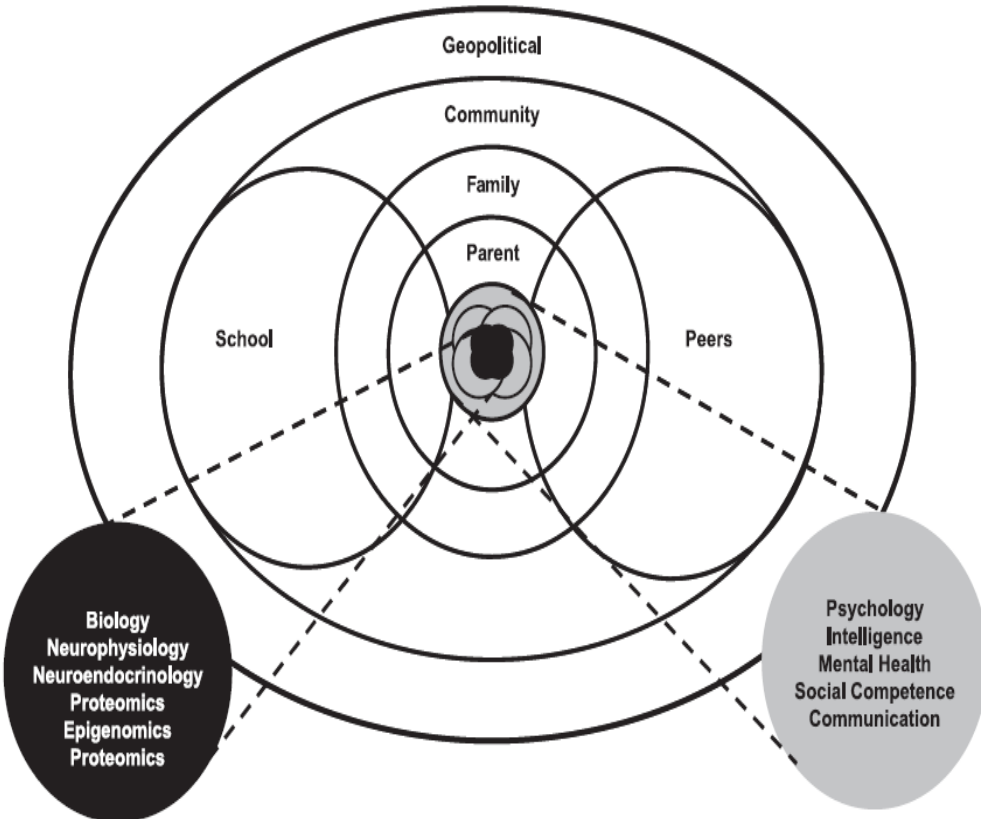 Geopolitical
Community
Family
Parent
School
Peers
Biology
Neurophysiology
Neuroendocrinology
Proteomics
Epigenomics
Proteomics
Psychology
Intelligence
Mental Health
Social Competence
Communication